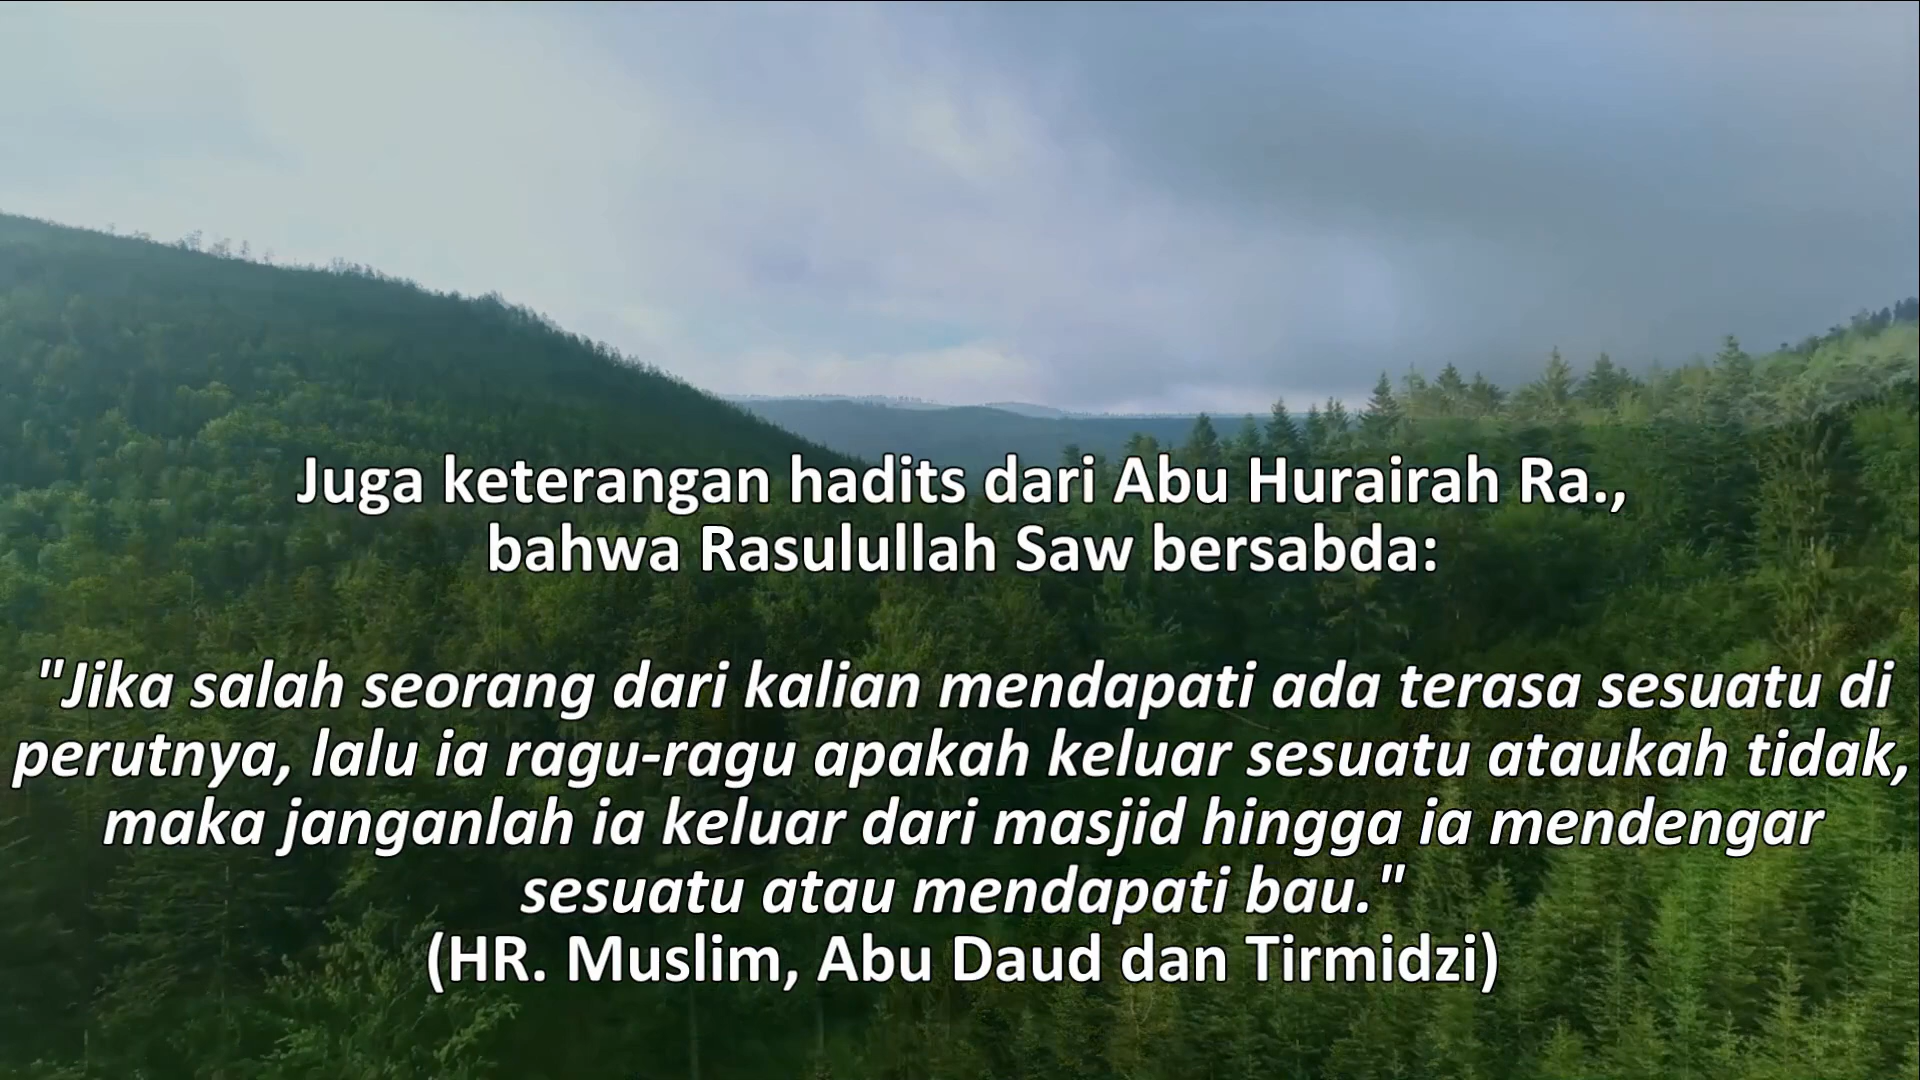 Juga keterangan hadits dari Abu Hurairah Ra.,
bahwa Rasulullah Saw bersabda:
"Jika salah seorang dari kalian mendapati ada terasa sesuatu di
perutnya, lalu ia ragu-ragu apakah keluar sesuatu ataukah tidak,
maka janganlah ia keluar dari masjid hingga ia mendengar
sesuatu atau mendapati bau."
(HR. Muslim, Abu Daud dan Tirmidzi)